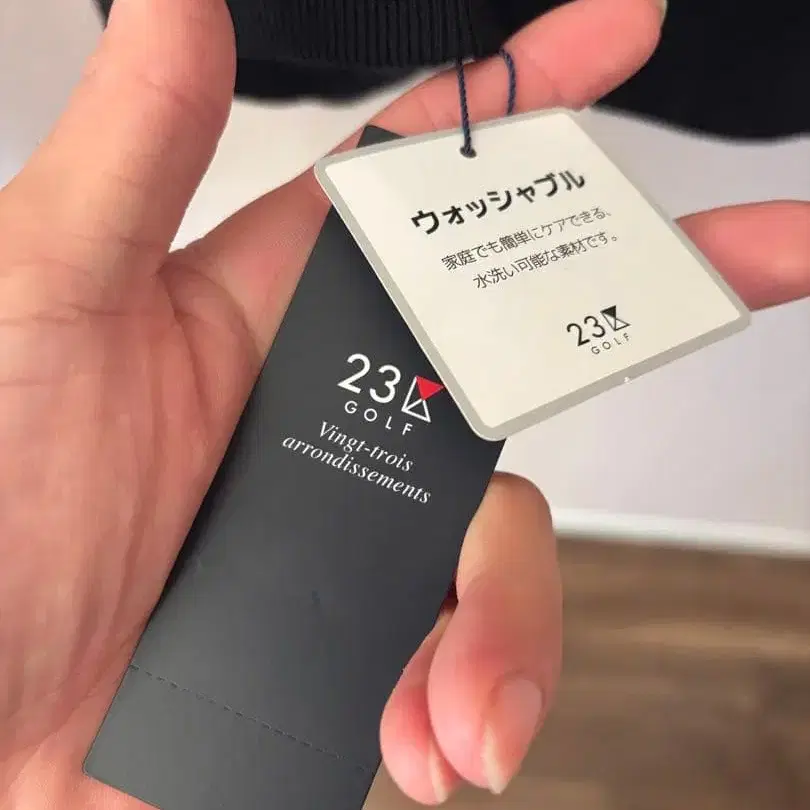 ウォッシャブル
家庭でも簡単にケアできる、
水洗い可能な素材です。
23区
GOLF
23区
GOLF
Vingt-trois
arrondissements